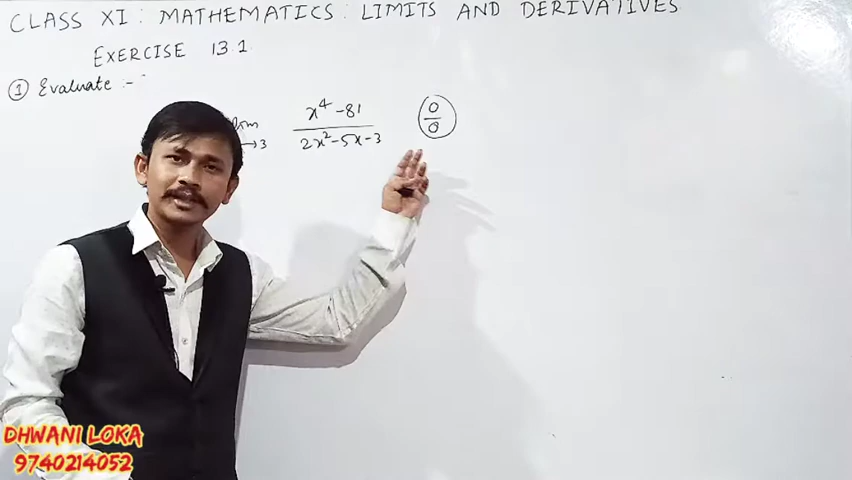 CLASS XI : MATHEMATICS : LIMITS AND DERIVATIVES
EXERCISE 13.1
① Evaluate :-
lim x→3 (x⁴ - 81)/(2x² - 5x - 3) (0/0)
DHWANI LOKA
9740214052